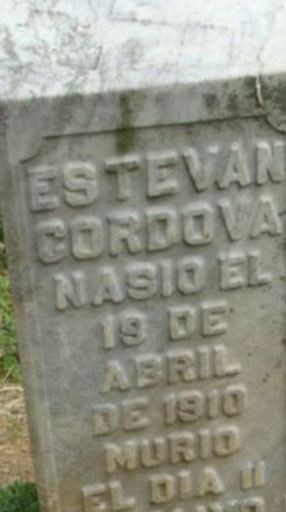 ESTEVAN
CORDOVA
NASIO EL
19 DE
ABRIL
DE 1910
MURIO
EL DIA 11